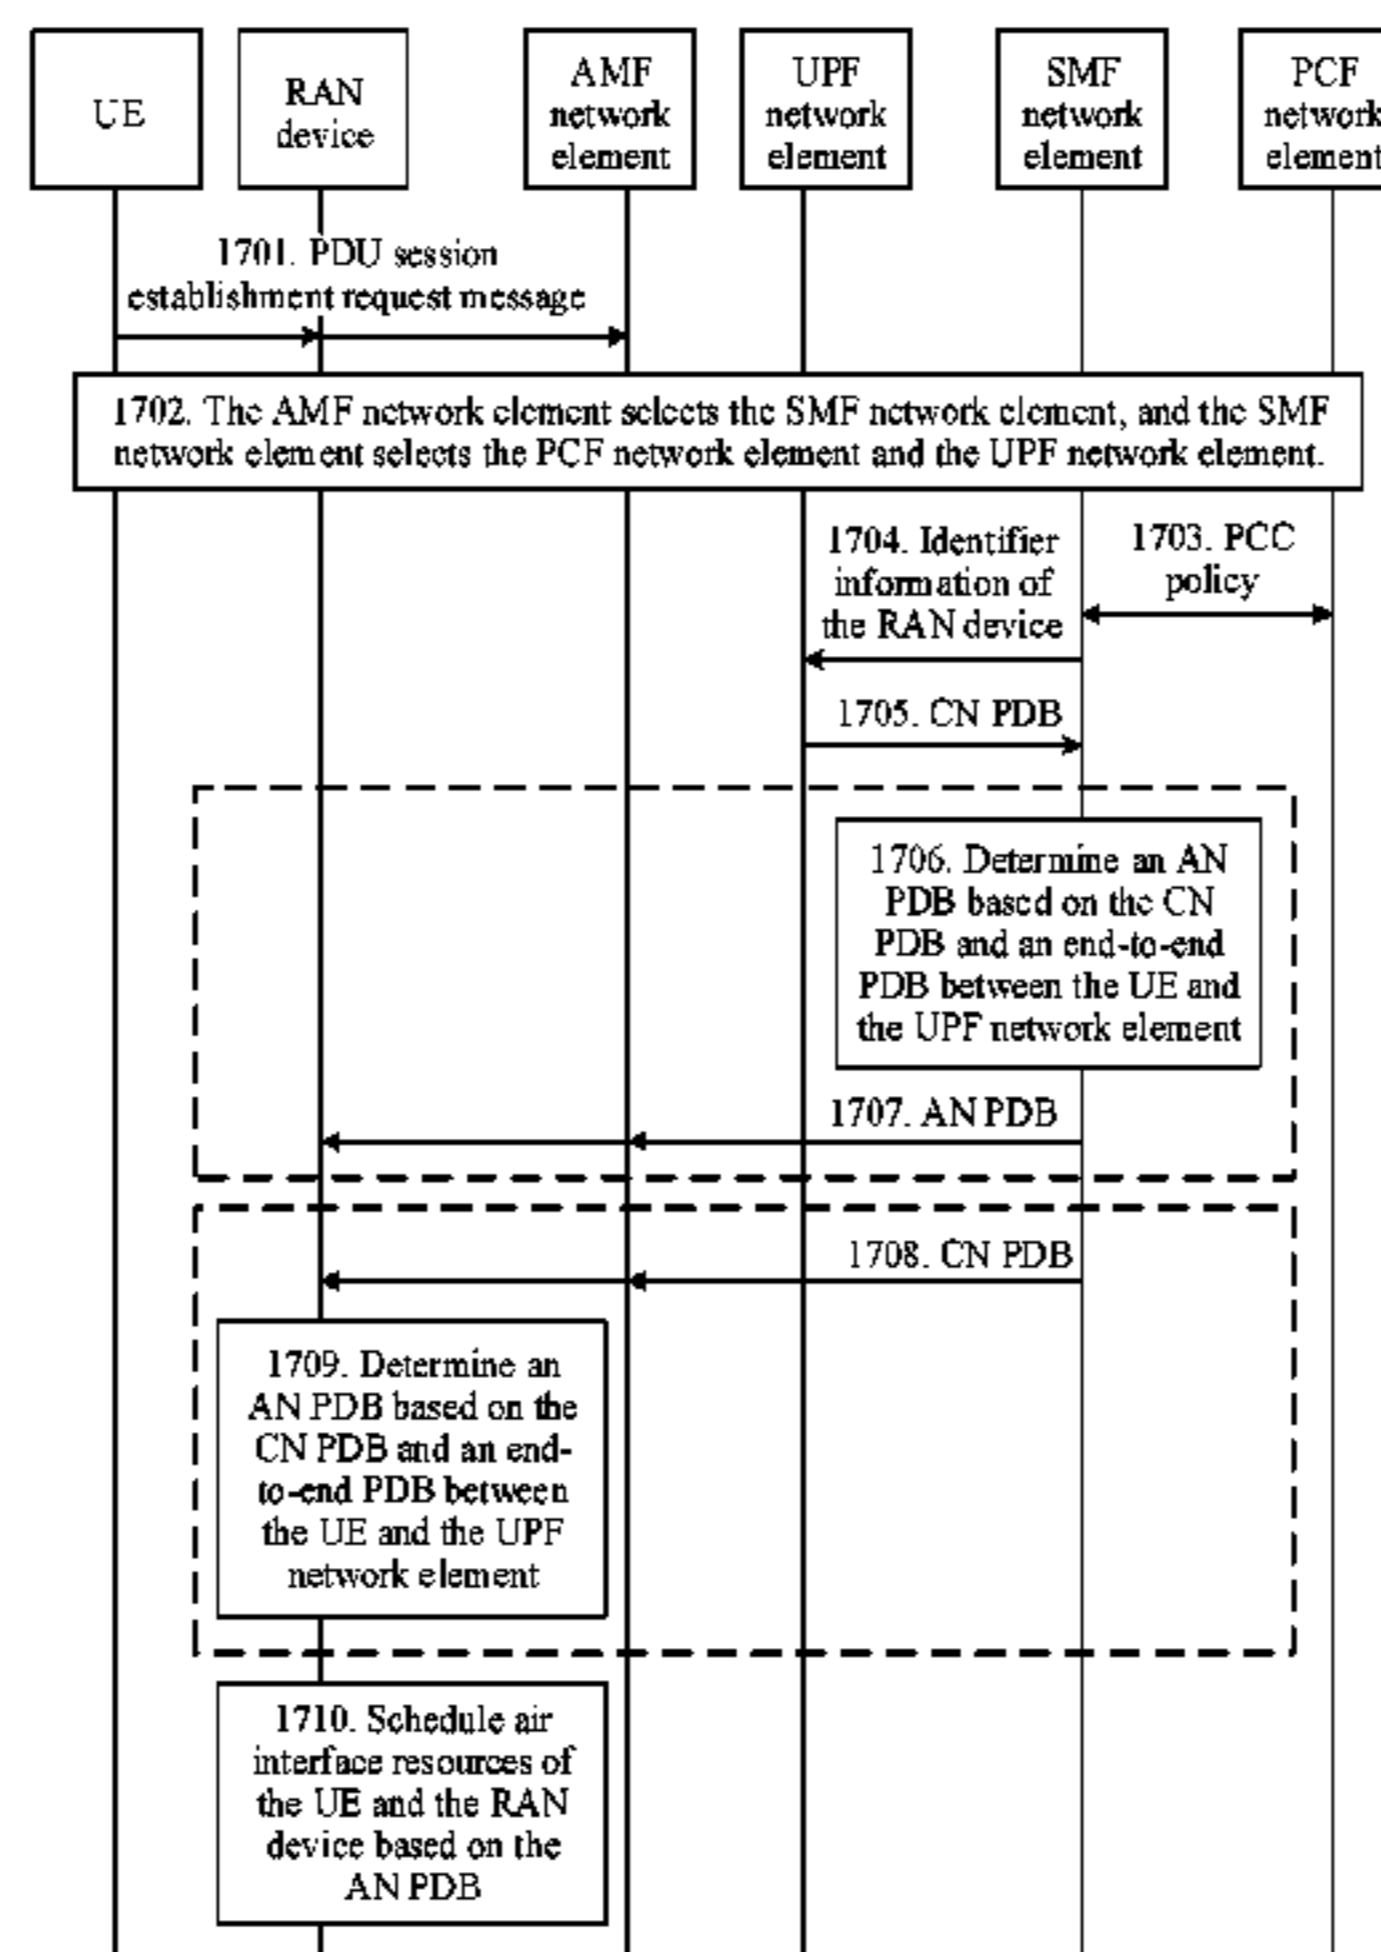 UE
RAN
device
AMF
network
element
UPF
network
element
SMF
network
element
PCF
network
element
1701. PDU session
establishment request message
1702. The AMF network element selects the SMF network element, and the SMF
network element selects the PCF network element and the UPF network element.
1704. Identifier
information of
the RAN device
1703. PCC
policy
1705. CN PDB
1706. Determine an AN
PDB based on the CN
PDB and an end-to-end
PDB between the UE and
the UPF network element
1707. AN PDB
1708. CN PDB
1709. Determine an
AN PDB based on the
CN PDB and an end-
to-end PDB between
the UE and the UPF
network element
1710. Schedule air
interface resources of
the UE and the RAN
device based on the
AN PDB